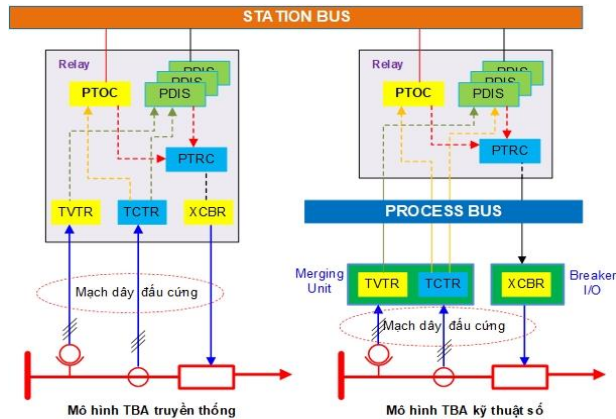 STATION BUS
Relay
PTOC
PDIS
PDIS
PDIS
PTRC
TVTR
TCTR
XCBR
Mạch dây đấu cứng
Mô hình TBA truyền thống
Relay
PTOC
PDIS
PDIS
PDIS
PTRC
PROCESS BUS
Merging
Unit
TVTR
TCTR
XCBR
Breaker
I/O
Mạch dây đấu cứng
Mô hình TBA kỹ thuật số